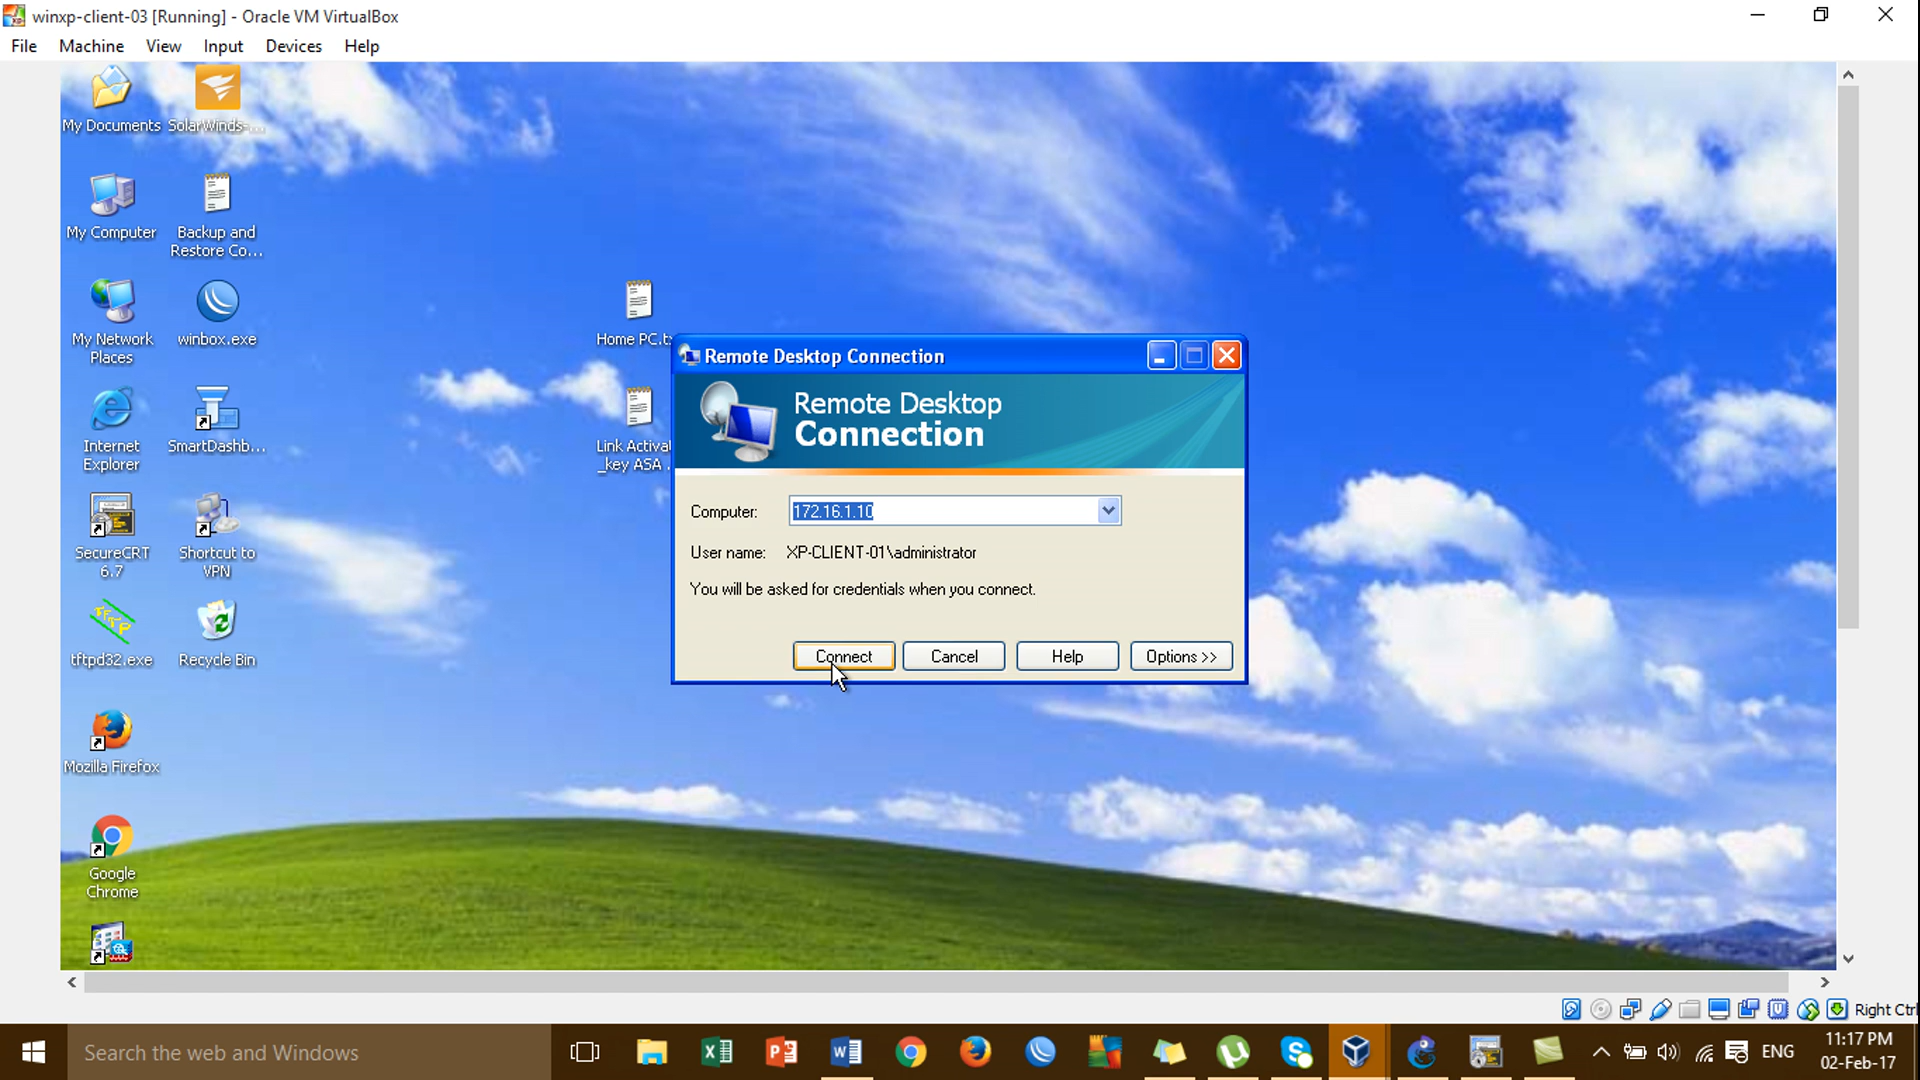 winxp-client-03 [Running] - Oracle VM VirtualBox
File Machine View Input Devices Help
My Documents
SolarWinds-...
My Computer
Backup and
Restore Co...
My Network
Places
winbox.exe
Home PC.t
Internet
Explorer
SmartDashb...
Link Activa
_key ASA .
SecureCRT
6.7
Shortcut to
VPN
tftpd32.exe
Recycle Bin
Mozilla Firefox
Google
Chrome
Remote Desktop Connection
Remote Desktop
Connection
Computer: 172.16.1.10
User name: XP-CLIENT-01\administrator
You will be asked for credentials when you connect.
Connect Cancel Help Options >>
Right Ctrl
Search the web and Windows
ENG
11:17 PM
02-Feb-17